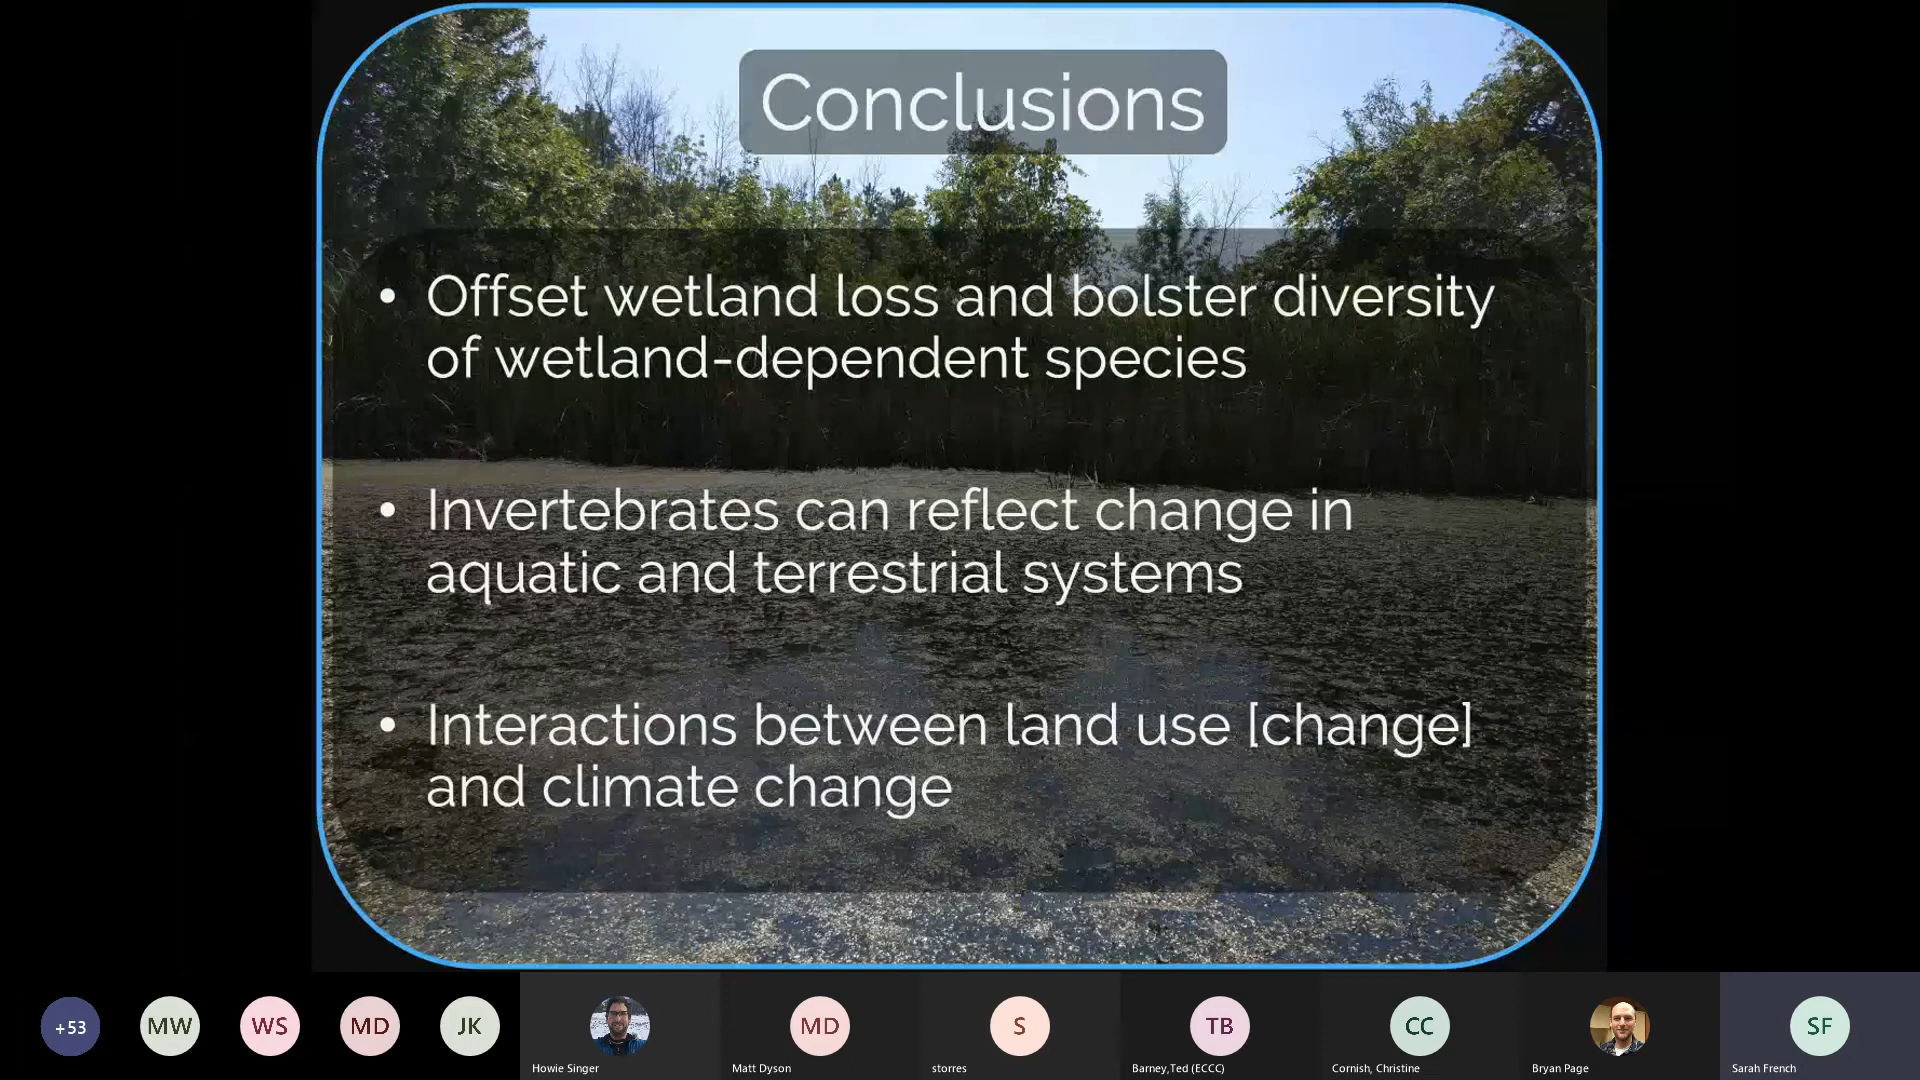 Conclusions
• Offset wetland loss and bolster diversity
of wetland-dependent species
• Invertebrates can reflect change in
aquatic and terrestrial systems
• Interactions between land use [change]
and climate change
+53
MW
WS
MD
JK
MD
S
TB
CC
SF
Howie Singer
Matt Dyson
storres
Barney,Ted (ECCC)
Cornish, Christine
Bryan Page
Sarah French